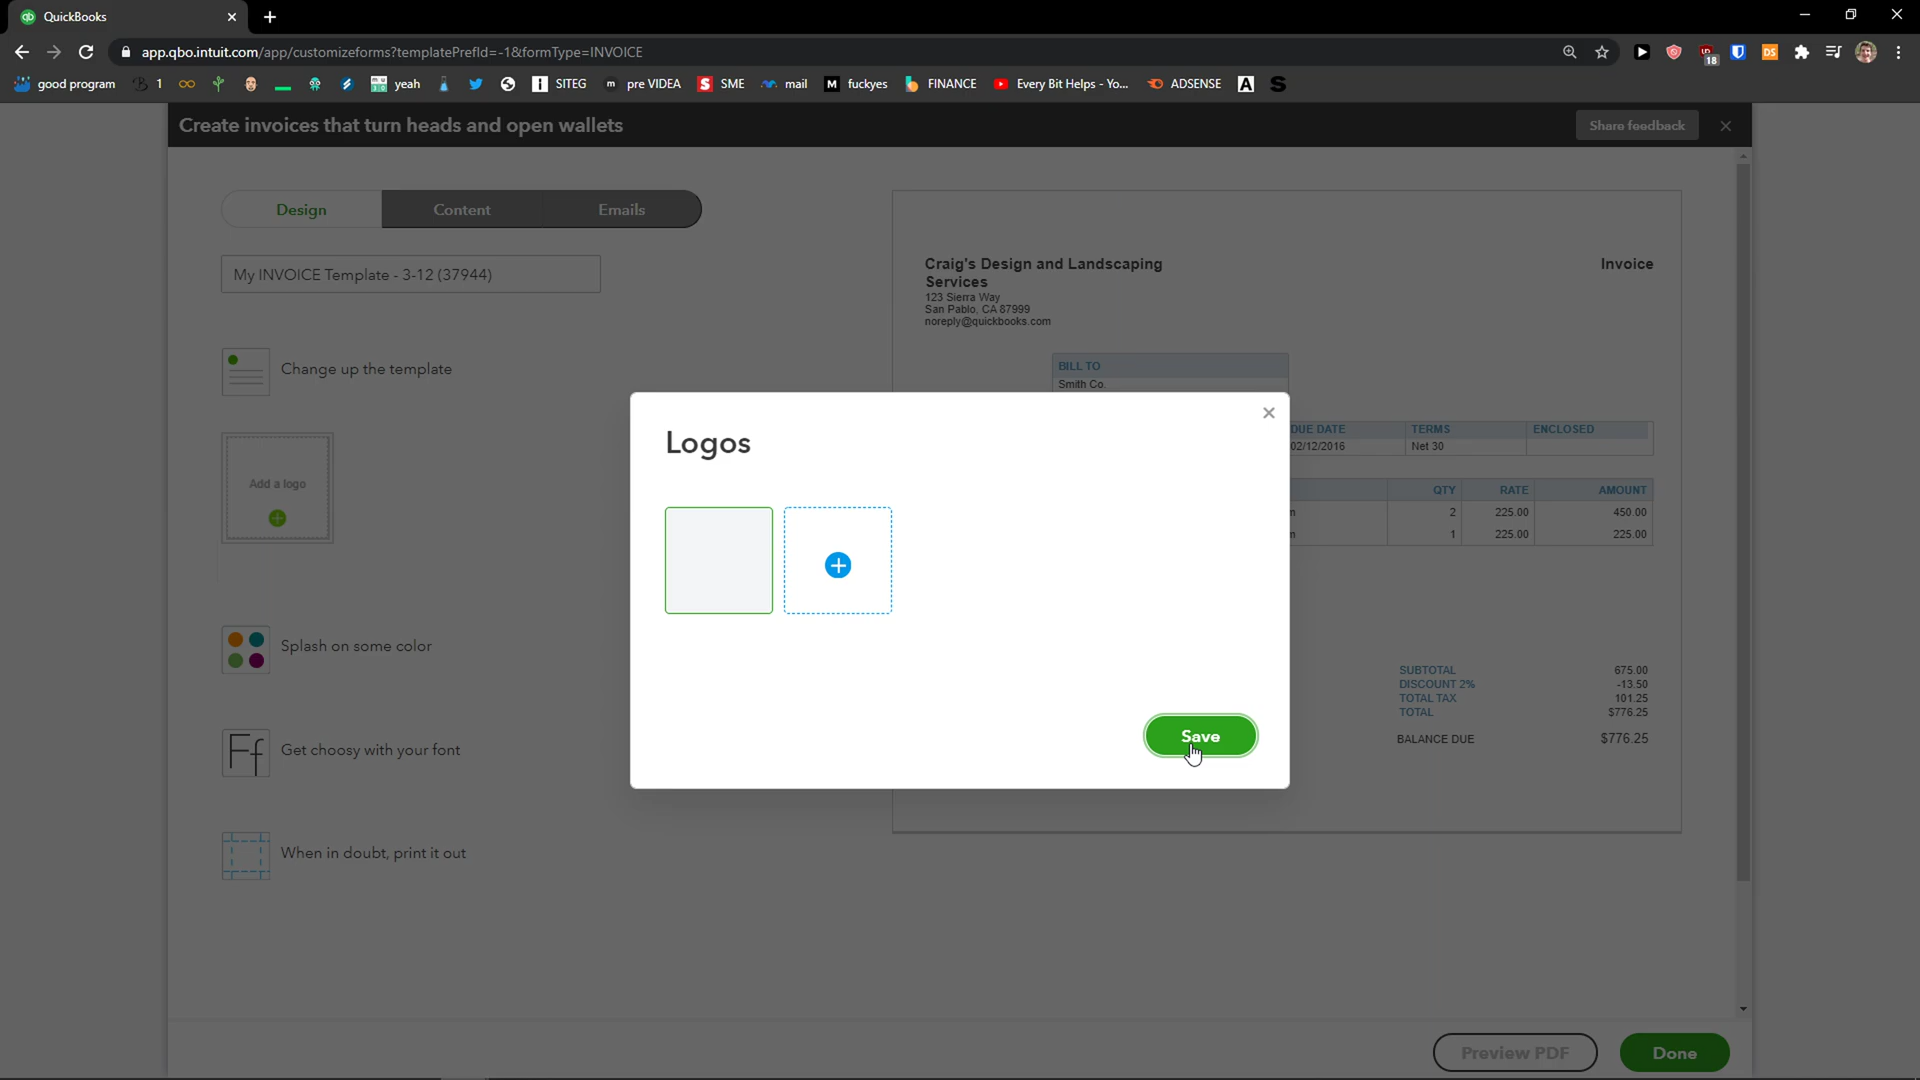 QuickBooks
app.qbo.intuit.com/app/customizeforms?templatePrefId=-1&formType=INVOICE
18
DS
good program
1
yeah
SITEG
pre VIDEA
SME
mail
fuckyes
FINANCE
Every Bit Helps - Yo...
ADSENSE
Create invoices that turn heads and open wallets
Share feedback
Design
Content
Emails
My INVOICE Template - 3-12 (37944)
Change up the template
Add a logo
Splash on some color
Ff
Get choosy with your font
When in doubt, print it out
Craig's Design and Landscaping
Services
123 Sierra Way
San Pablo, CA 87999
noreply@quickbooks.com
Invoice
BILL TO
Smith Co.
DUE DATE TERMS ENCLOSED
02/12/2016 Net 30
QTY RATE AMOUNT
2 225.00 450.00
1 225.00 225.00
SUBTOTAL 675.00
DISCOUNT 2% -13.50
TOTAL TAX 101.25
TOTAL $776.25
BALANCE DUE $776.25
Logos
Save
Preview PDF
Done